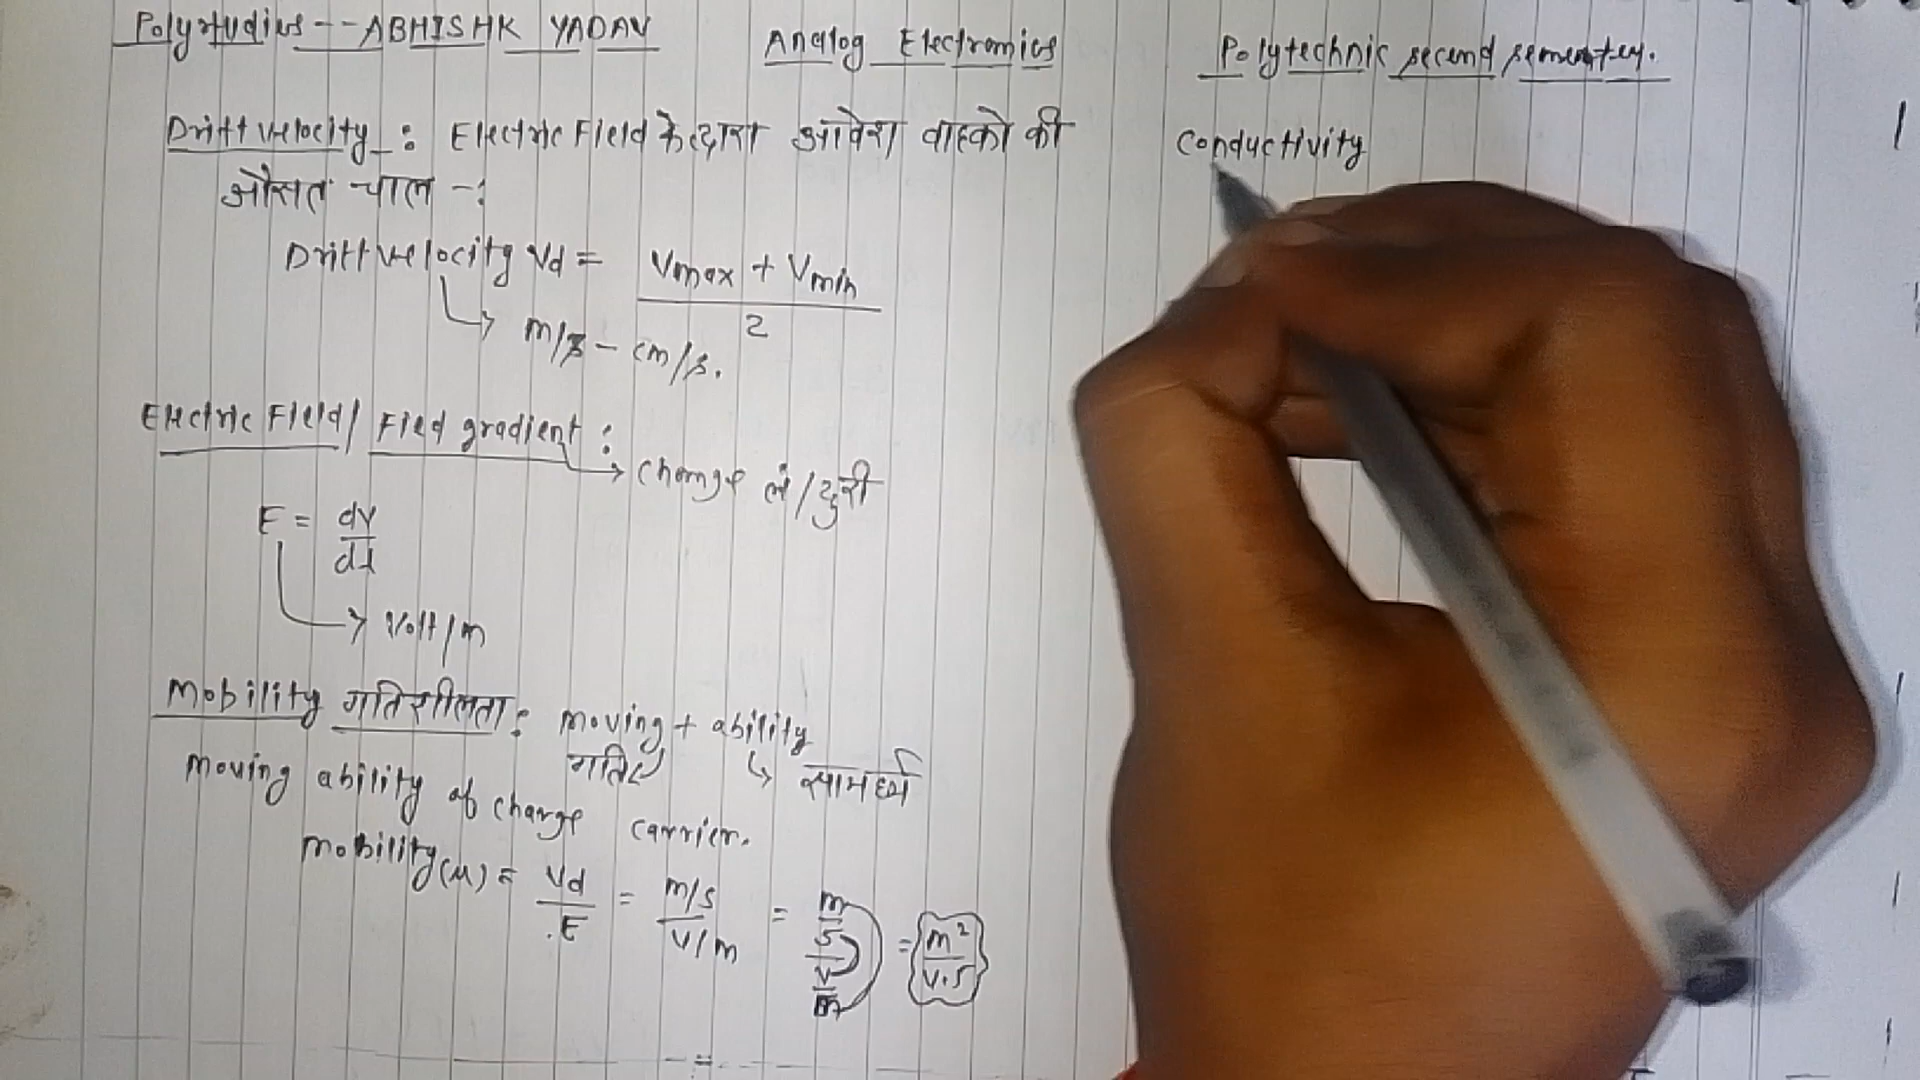 Polystudies -- ABHISHK YADAV
Analog Electronics
Polytechnic second semester.
Drift velocity : Electric Field के द्वारा आवेश वाहको की
औसत चाल -:
Drift velocity Vd = Vmax + Vmin / 2
m/s - cm/s.
Electric Field / Field gradient :
change / दुरी
E = dv / dx
Volt/m
Mobility गतिशीलता : moving + ability
सामर्थ्य
moving ability of charge carrier.
mobility (μ) = Vd / E = m/s / V/m = m/s / V/m = m² / V.s
Conductivity